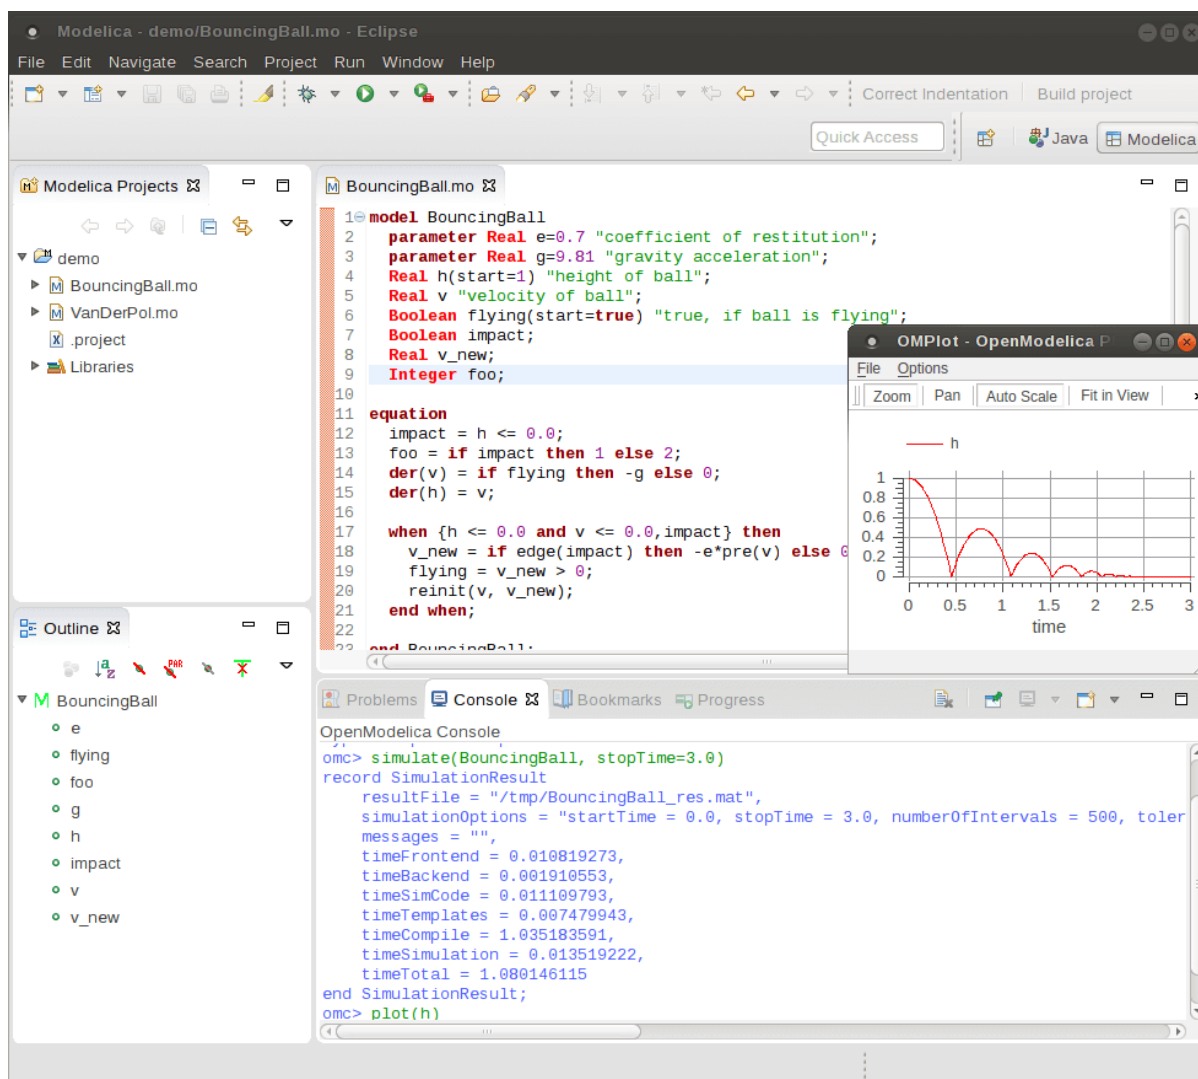 Modelica - demo/BouncingBall.mo - Eclipse
File Edit Navigate Search Project Run Window Help
Correct Indentation Build project
Quick Access Java Modelica
Modelica Projects
demo
BouncingBall.mo
VanDerPol.mo
.project
Libraries
BouncingBall.mo
1 model BouncingBall
2 parameter Real e=0.7 "coefficient of restitution";
3 parameter Real g=9.81 "gravity acceleration";
4 Real h(start=1) "height of ball";
5 Real v "velocity of ball";
6 Boolean flying(start=true) "true, if ball is flying";
7 Boolean impact;
8 Real v_new;
9 Integer foo;
10
11 equation
12 impact = h <= 0.0;
13 foo = if impact then 1 else 2;
14 der(v) = if flying then -g else 0;
15 der(h) = v;
16
17 when {h <= 0.0 and v <= 0.0,impact} then
18 v_new = if edge(impact) then -e*pre(v) else 0
19 flying = v_new > 0;
20 reinit(v, v_new);
21 end when;
22
23 end BouncingBall;
OMPlot - OpenModelica P
File Options
Zoom Pan Auto Scale Fit in View
h
1
0.8
0.6
0.4
0.2
0
0 0.5 1 1.5 2 2.5 3
time
Outline
PAR
BouncingBall
e
flying
foo
g
h
impact
v
v_new
Problems Console Bookmarks Progress
OpenModelica Console
omc> simulate(BouncingBall, stopTime=3.0)
record SimulationResult
resultFile = "/tmp/BouncingBall_res.mat",
simulationOptions = "startTime = 0.0, stopTime = 3.0, numberOfIntervals = 500, toler
messages = "",
timeFrontend = 0.010819273,
timeBackend = 0.001910553,
timeSimCode = 0.011109793,
timeTemplates = 0.007479943,
timeCompile = 1.035183591,
timeSimulation = 0.013519222,
timeTotal = 1.080146115
end SimulationResult;
omc> plot(h)